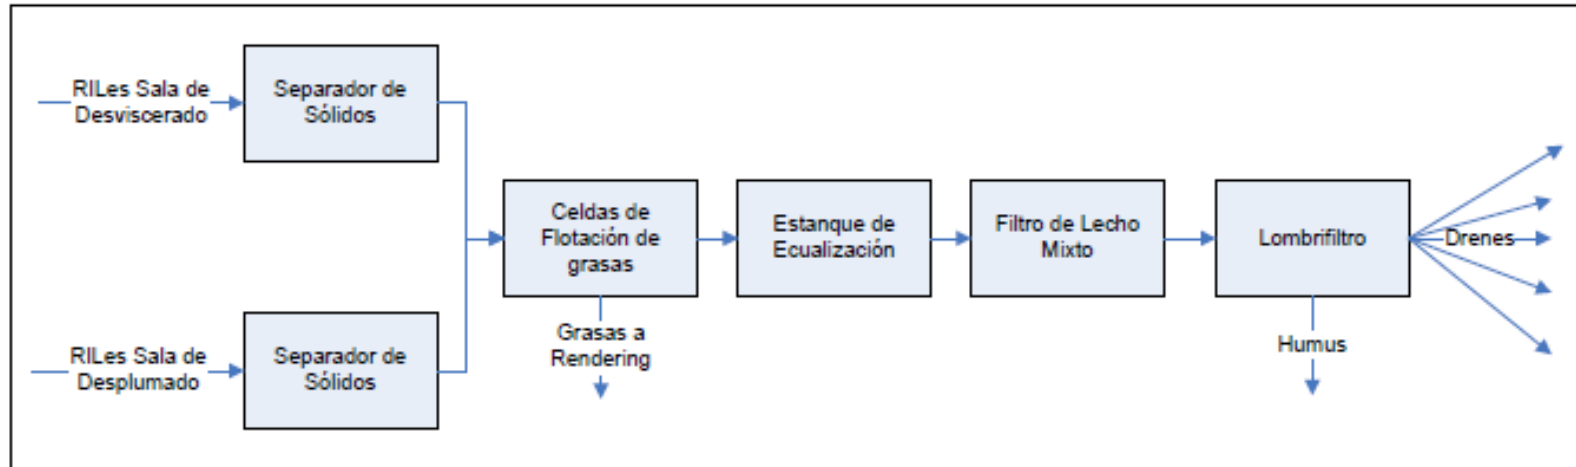 RILes Sala de
Desviscerado
Separador de
Sólidos
Celdas de
Flotación de
grasas
Estanque de
Ecualización
Filtro de Lecho
Mixto
Lombrifiltro
Drenes
RILes Sala de
Desplumado
Separador de
Sólidos
Grasas a
Rendering
Humus